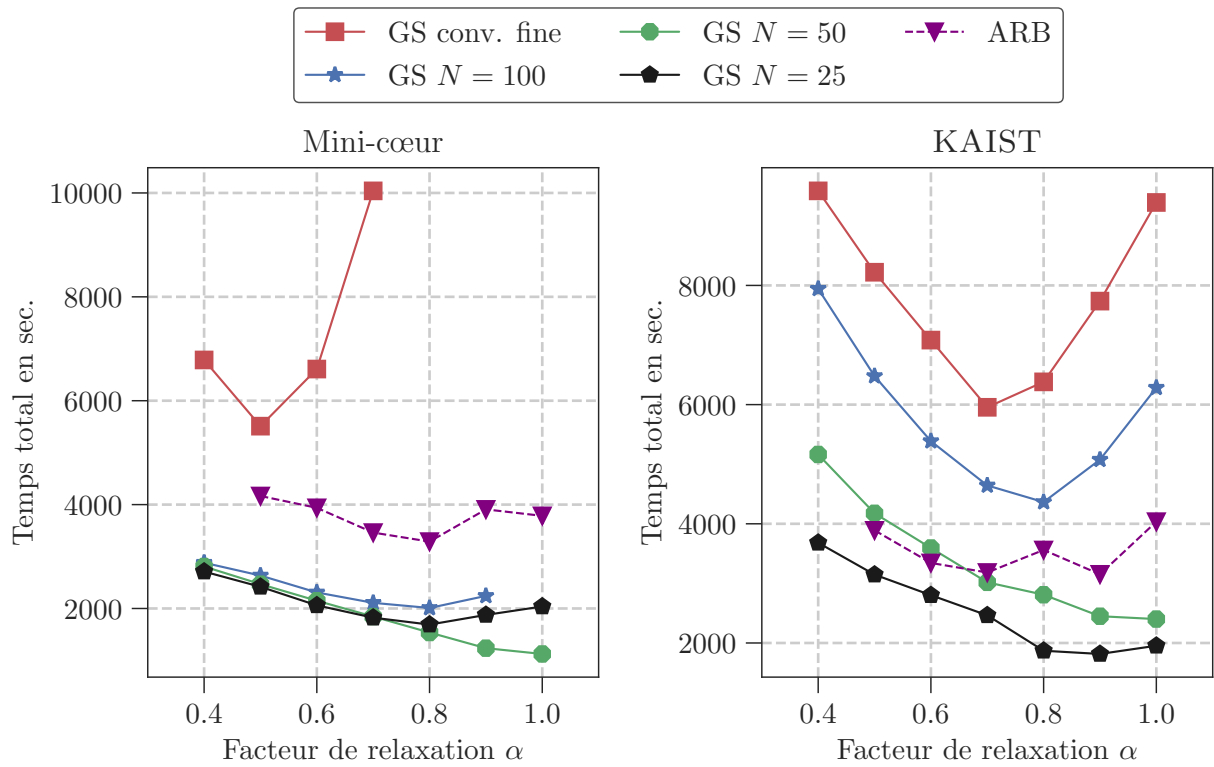 GS conv. fine
GS N = 100
GS N = 50
GS N = 25
ARB
Mini-cœur
10000
8000
6000
4000
2000
Temps total en sec.
0.4 0.6 0.8 1.0
Facteur de relaxation α
KAIST
8000
6000
4000
2000
Temps total en sec.
0.4 0.6 0.8 1.0
Facteur de relaxation α